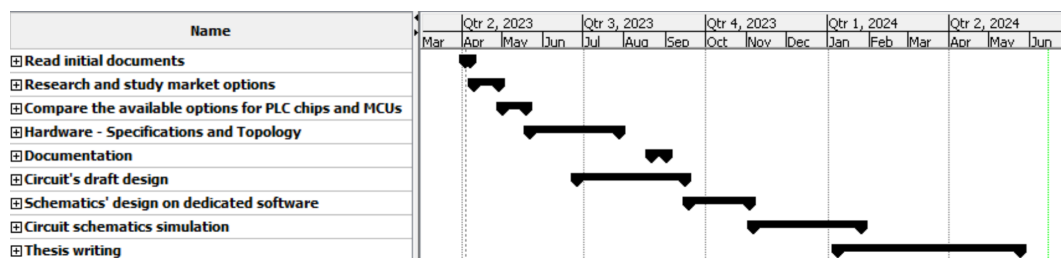 Name
Qtr 2, 2023 Qtr 3, 2023 Qtr 4, 2023 Qtr 1, 2024 Qtr 2, 2024
Mar Apr May Jun Jul Aug Sep Oct Nov Dec Jan Feb Mar Apr May Jun
Read initial documents
Research and study market options
Compare the available options for PLC chips and MCUs
Hardware - Specifications and Topology
Documentation
Circuit's draft design
Schematics' design on dedicated software
Circuit schematics simulation
Thesis writing